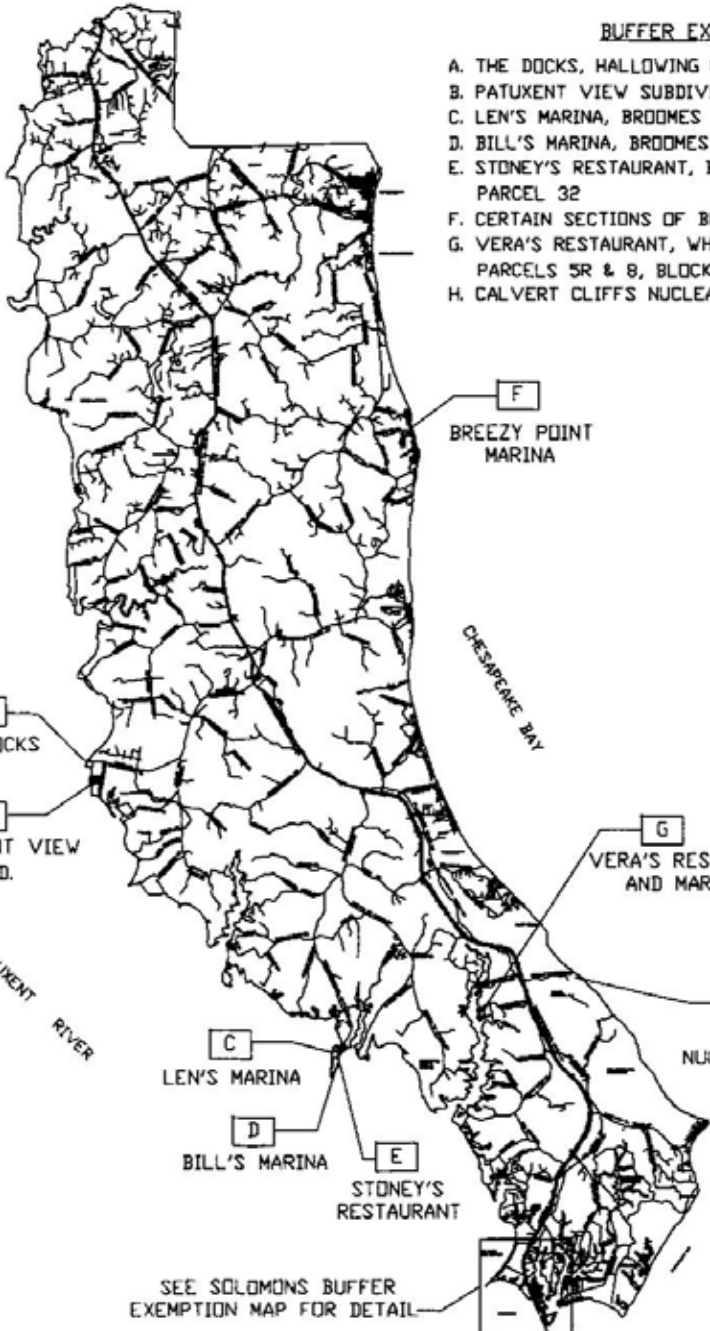 BUFFER EX
A. THE DOCKS, HALLOWING
B. PATUXENT VIEW SUBDIV
C. LEN'S MARINA, BROOMES
D. BILL'S MARINA, BROOMES
E. STONEY'S RESTAURANT,
PARCEL 32
F. CERTAIN SECTIONS OF B
G. VERA'S RESTAURANT, WH
PARCELS 5R & 8, BLOCK
H. CALVERT CLIFFS NUCLEA
F
BREEZY POINT
MARINA
CHESAPEAKE BAY
OCKS
T VIEW
D.
G
VERA'S RES
AND MAR
UXENT RIVER
NU
C
LEN'S MARINA
D
BILL'S MARINA
E
STONEY'S
RESTAURANT
SEE SOLOMONS BUFFER
EXEMPTION MAP FOR DETAIL